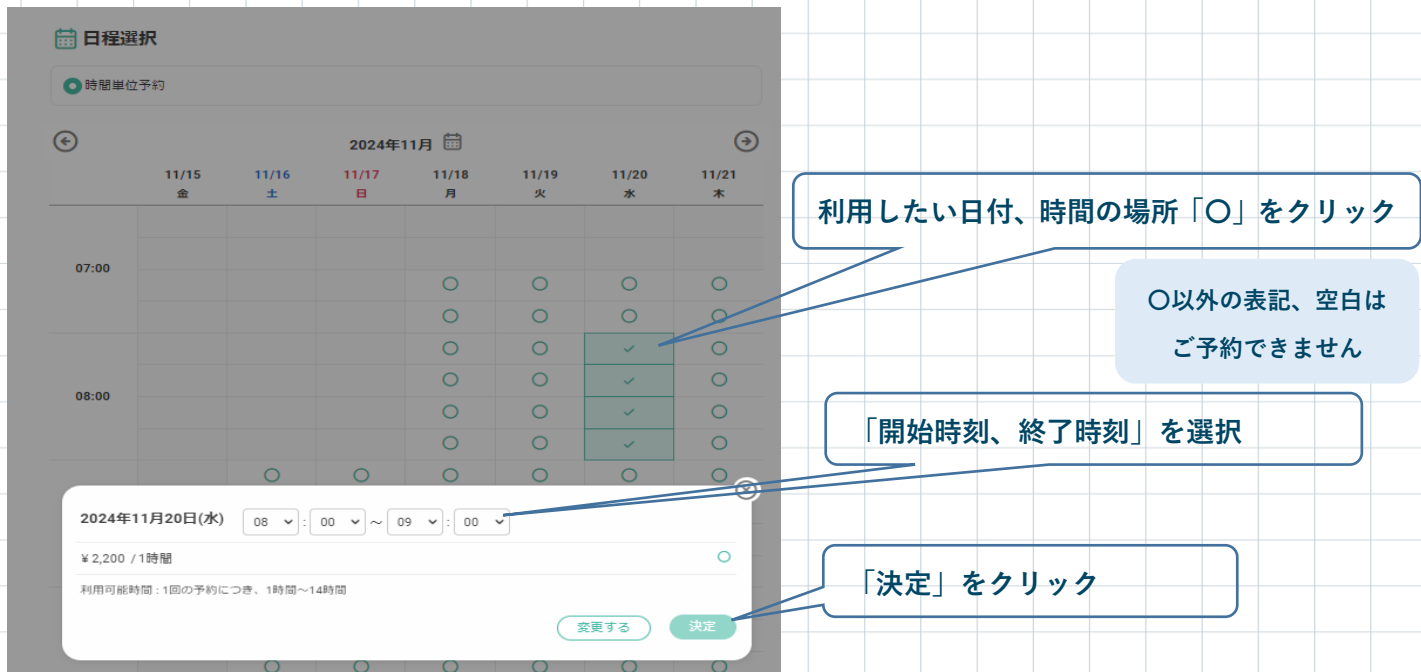 日程選択
時間単位予約
2024年11月
11/15 11/16 11/17 11/18 11/19 11/20 11/21
金 土 日 月 火 水 木
07:00
08:00
2024年11月20日(水) 08 : 00 ～ 09 : 00
¥2,200 / 1時間
利用可能時間 : 1回の予約につき、1時間～14時間
変更する 決定
利用したい日付、時間の場所「〇」をクリック
〇以外の表記、空白は
ご予約できません
「開始時刻、終了時刻」を選択
「決定」をクリック